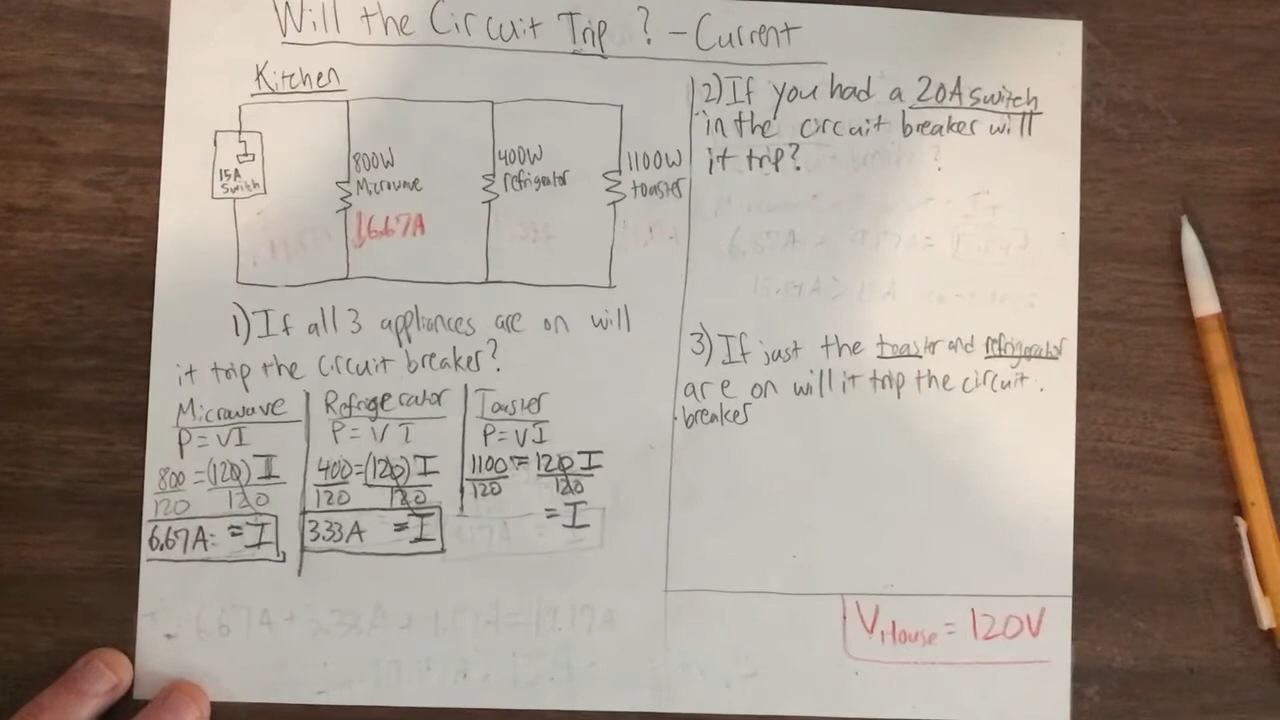 Will the Circuit Trip? - Current
Kitchen
15A
Switch
800W
Microwave
6.67A
400W
refrigerator
1100W
toaster
1) If all 3 appliances are on will
it trip the circuit breaker?
Microwave
P=VI
800 = (120) I
120 120
6.67A = I
Refrigerator
P=VI
400=(120) I
120 120
3.33A = I
Toaster
P=VI
1100 = 120 I
120 120
= I
2) If you had a 20A switch
in the circuit breaker will
it trip?
3) If just the toaster and refrigerator
are on will it trip the circuit.
breaker
VHouse = 120V